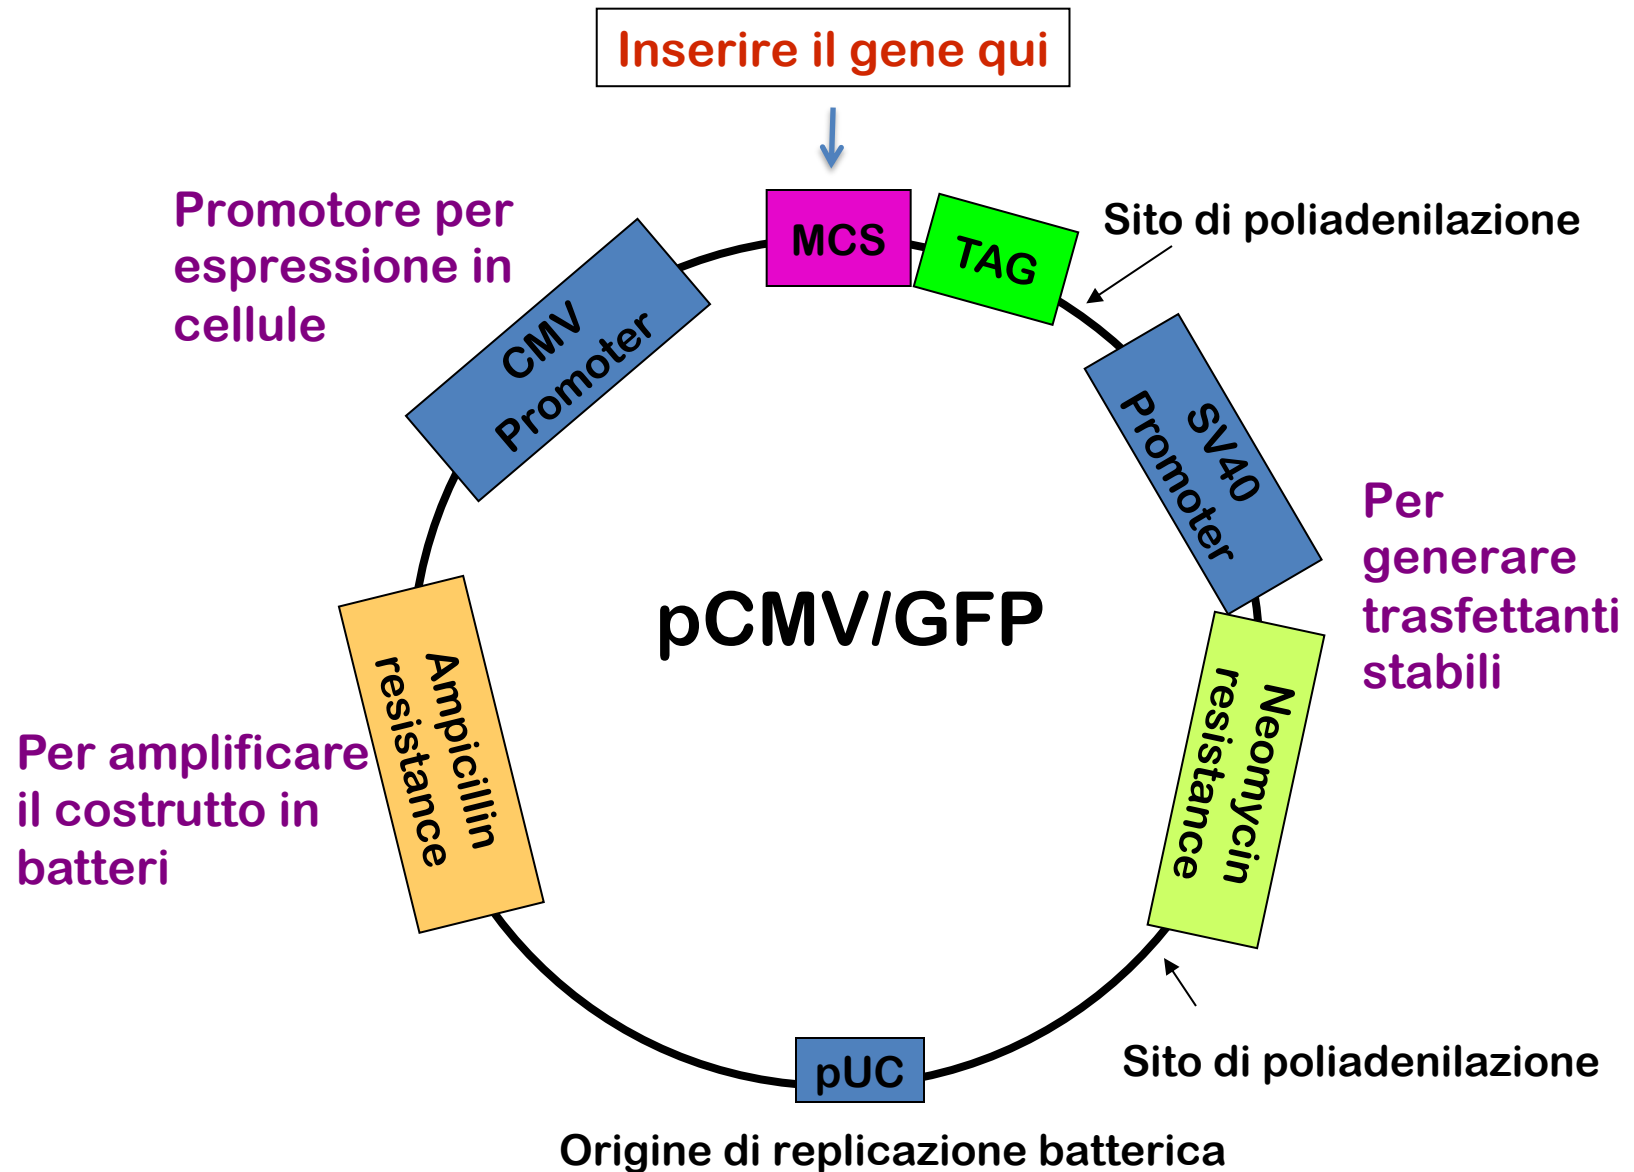 Inserire il gene qui
Promotore per
espressione in
cellule
MCS
TAG
Sito di poliadenilazione
CMV
Promoter
SV40
Promoter
Per
generare
trasfettanti
stabili
pCMV/GFP
Ampicillin
resistance
Neomycin
resistance
Per amplificare
il costrutto in
batteri
pUC
Sito di poliadenilazione
Origine di replicazione batterica